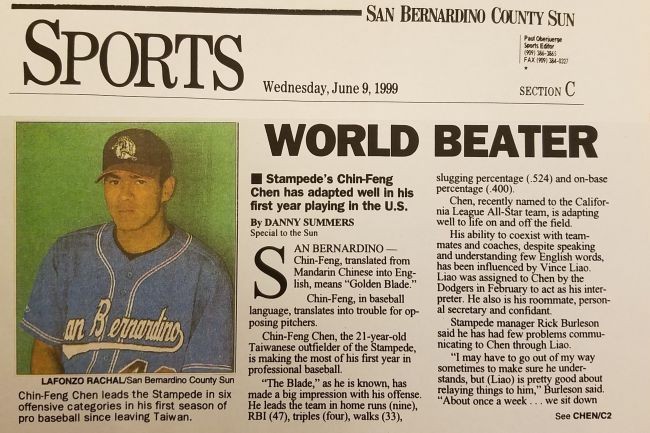 SAN BERNARDINO COUNTY SUN
SPORTS
Paul Oberjuerge
Sports Editor
(909) 386-3865
FAX (909) 384-0327
Wednesday, June 9, 1999
SECTION C
WORLD BEATER
an Bernardino
LAFONZO RACHAL/San Bernardino County Sun
Chin-Feng Chen leads the Stampede in six
offensive categories in his first season of
pro baseball since leaving Taiwan.
■ Stampede's Chin-Feng
Chen has adapted well in his
first year playing in the U.S.
By DANNY SUMMERS
Special to the Sun
SAN BERNARDINO —
Chin-Feng, translated from
Mandarin Chinese into Eng-
lish, means "Golden Blade."
Chin-Feng, in baseball
language, translates into trouble for op-
posing pitchers.
Chin-Feng Chen, the 21-year-old
Taiwanese outfielder of the Stampede,
is making the most of his first year in
professional baseball.
"The Blade," as he is known, has
made a big impression with his offense.
He leads the team in home runs (nine),
RBI (47), triples (four), walks (33),
slugging percentage (.524) and on-base
percentage (.400).
Chen, recently named to the Califor-
nia League All-Star team, is adapting
well to life on and off the field.
His ability to coexist with team-
mates and coaches, despite speaking
and understanding few English words,
has been influenced by Vince Liao.
Liao was assigned to Chen by the
Dodgers in February to act as his inter-
preter. He also is his roommate, person-
al secretary and confidant.
Stampede manager Rick Burleson
said he has had few problems commu-
nicating to Chen through Liao.
"I may have to go out of my way
sometimes to make sure he under-
stands, but (Liao) is pretty good about
relaying things to him," Burleson said.
"About once a week . . . we sit down
See CHEN/C2